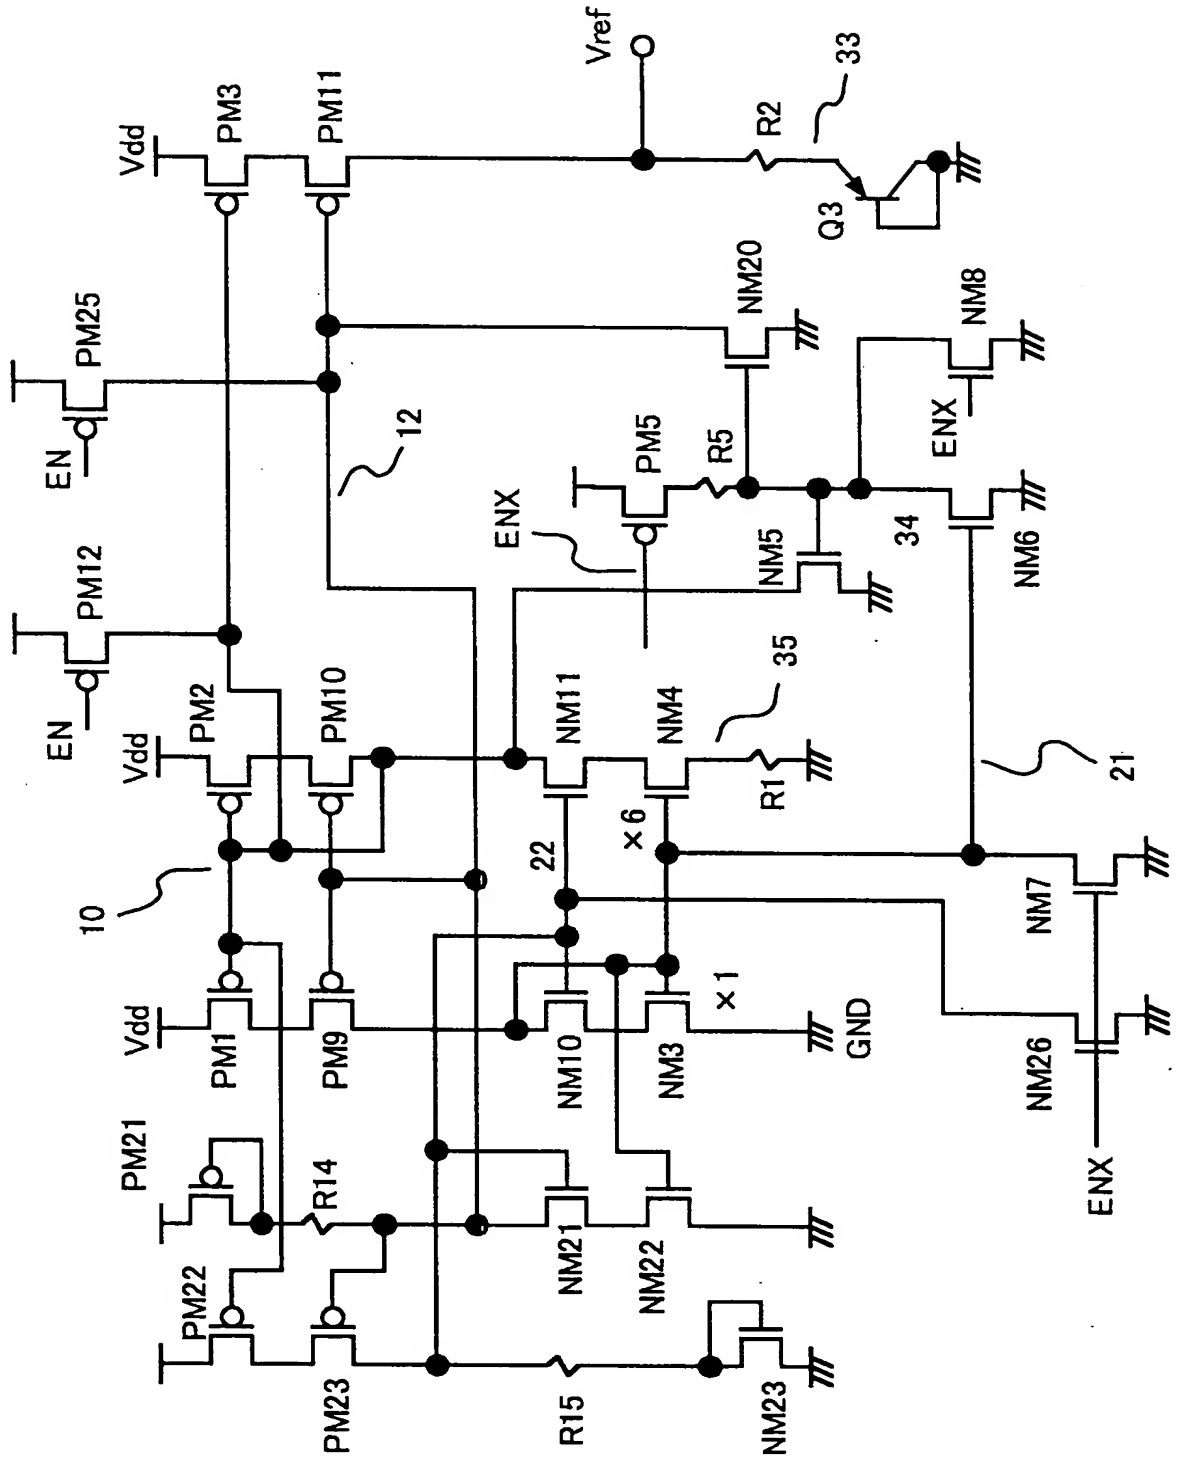 Vdd
PM3
PM11
Vref
R2
33
Q3
PM25
EN
12
NM20
PM5
R5
ENX
NM8
ENX
NM5
34
NM6
PM12
EN
PM2
Vdd
PM10
NM11
NM4
35
R1
×6
22
21
10
NM7
Vdd
PM1
PM9
NM10
NM3
×1
GND
NM26
ENX
PM21
R14
NM21
NM22
PM22
PM23
R15
NM23